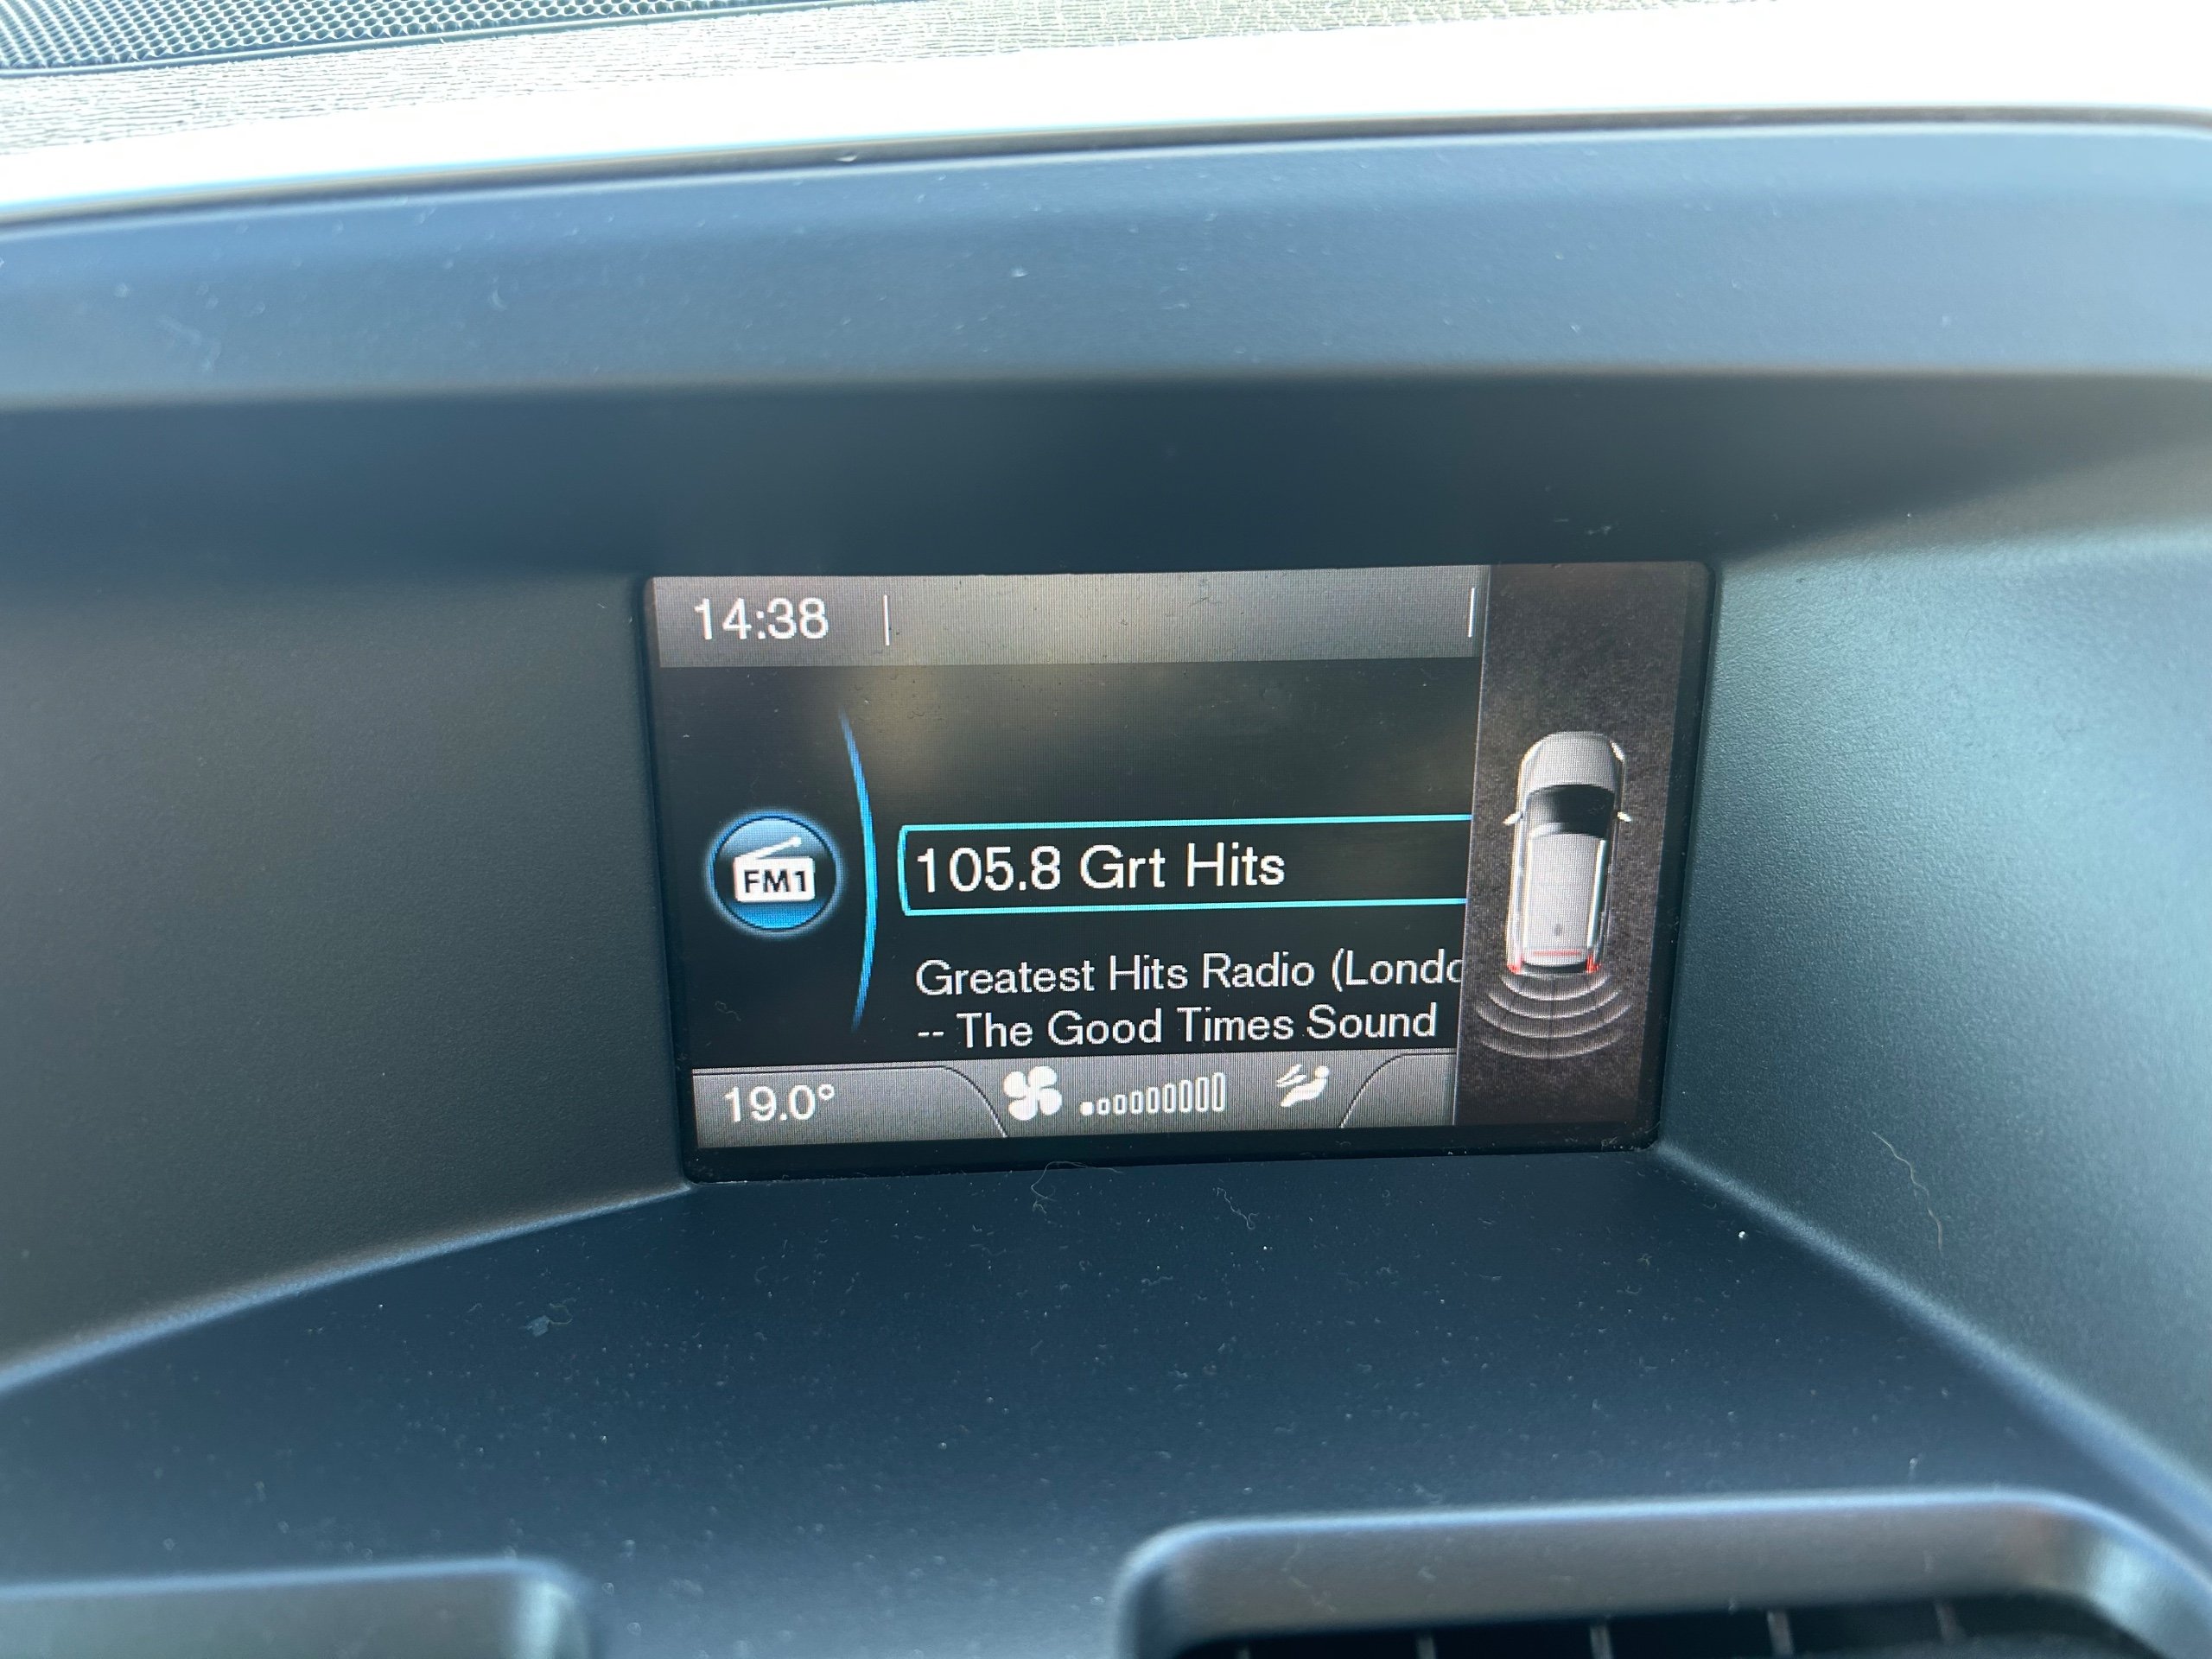 14:38
FM1
105.8 Grt Hits
Greatest Hits Radio (Londo
-- The Good Times Sound
19.0°